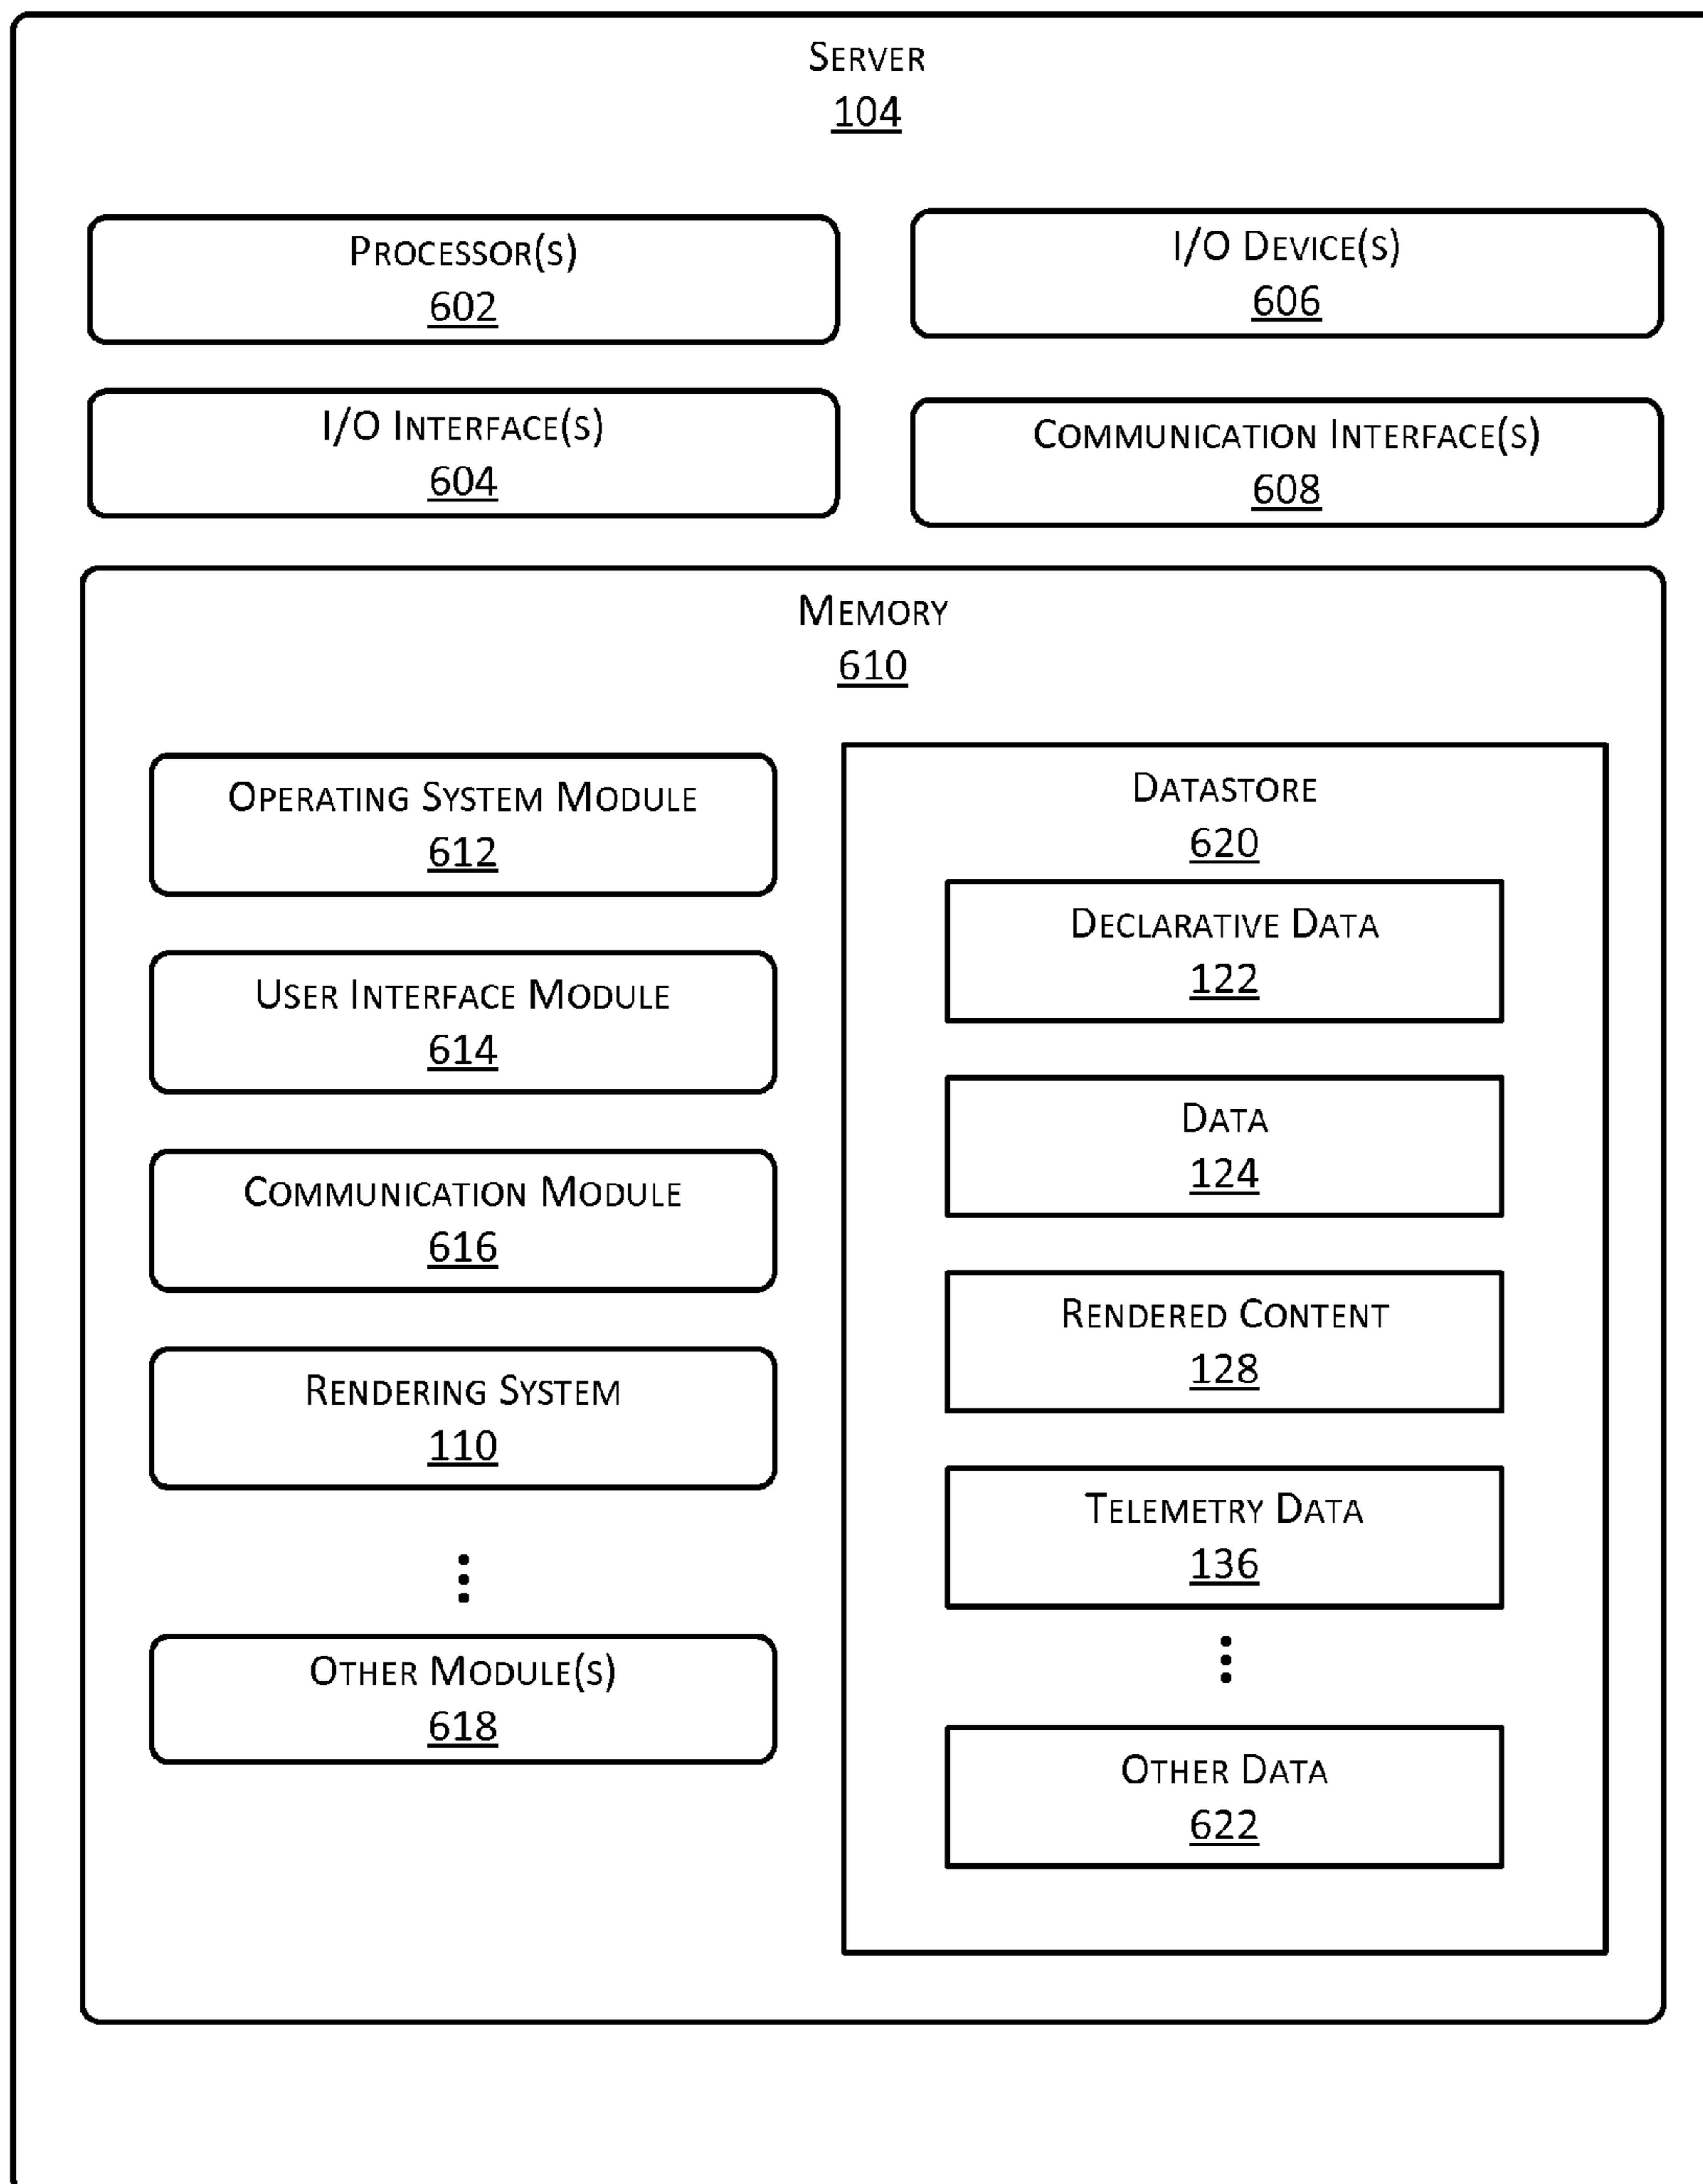 SERVER
104
PROCESSOR(S)
602
I/O DEVICE(S)
606
I/O INTERFACE(S)
604
COMMUNICATION INTERFACE(S)
608
MEMORY
610
OPERATING SYSTEM MODULE
612
USER INTERFACE MODULE
614
COMMUNICATION MODULE
616
RENDERING SYSTEM
110
OTHER MODULE(S)
618
DATASTORE
620
DECLARATIVE DATA
122
DATA
124
RENDERED CONTENT
128
TELEMETRY DATA
136
OTHER DATA
622